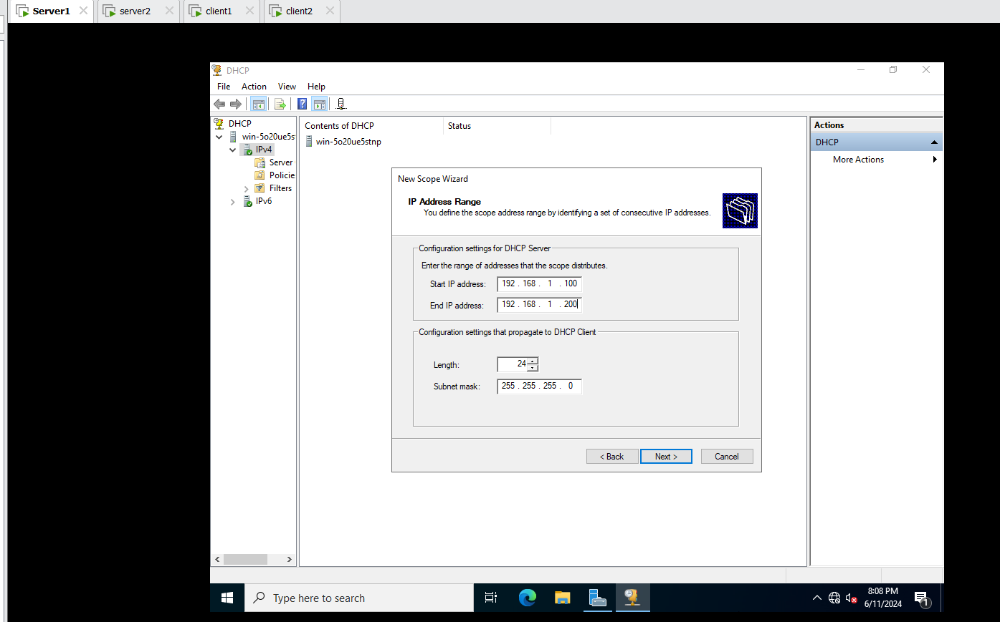 Server1 server2 client1 client2
DHCP
File Action View Help
DHCP
win-5o20ue5s
IPv4
Server
Policie
Filters
IPv6
Contents of DHCP Status
win-5o20ue5stnp
Actions
DHCP
More Actions
New Scope Wizard
IP Address Range
You define the scope address range by identifying a set of consecutive IP addresses.
Configuration settings for DHCP Server
Enter the range of addresses that the scope distributes.
Start IP address: 192 . 168 . 1 . 100
End IP address: 192 . 168 . 1 . 200
Configuration settings that propagate to DHCP Client
Length: 24
Subnet mask: 255 . 255 . 255 . 0
< Back Next > Cancel
Type here to search
8:08 PM
6/11/2024
1